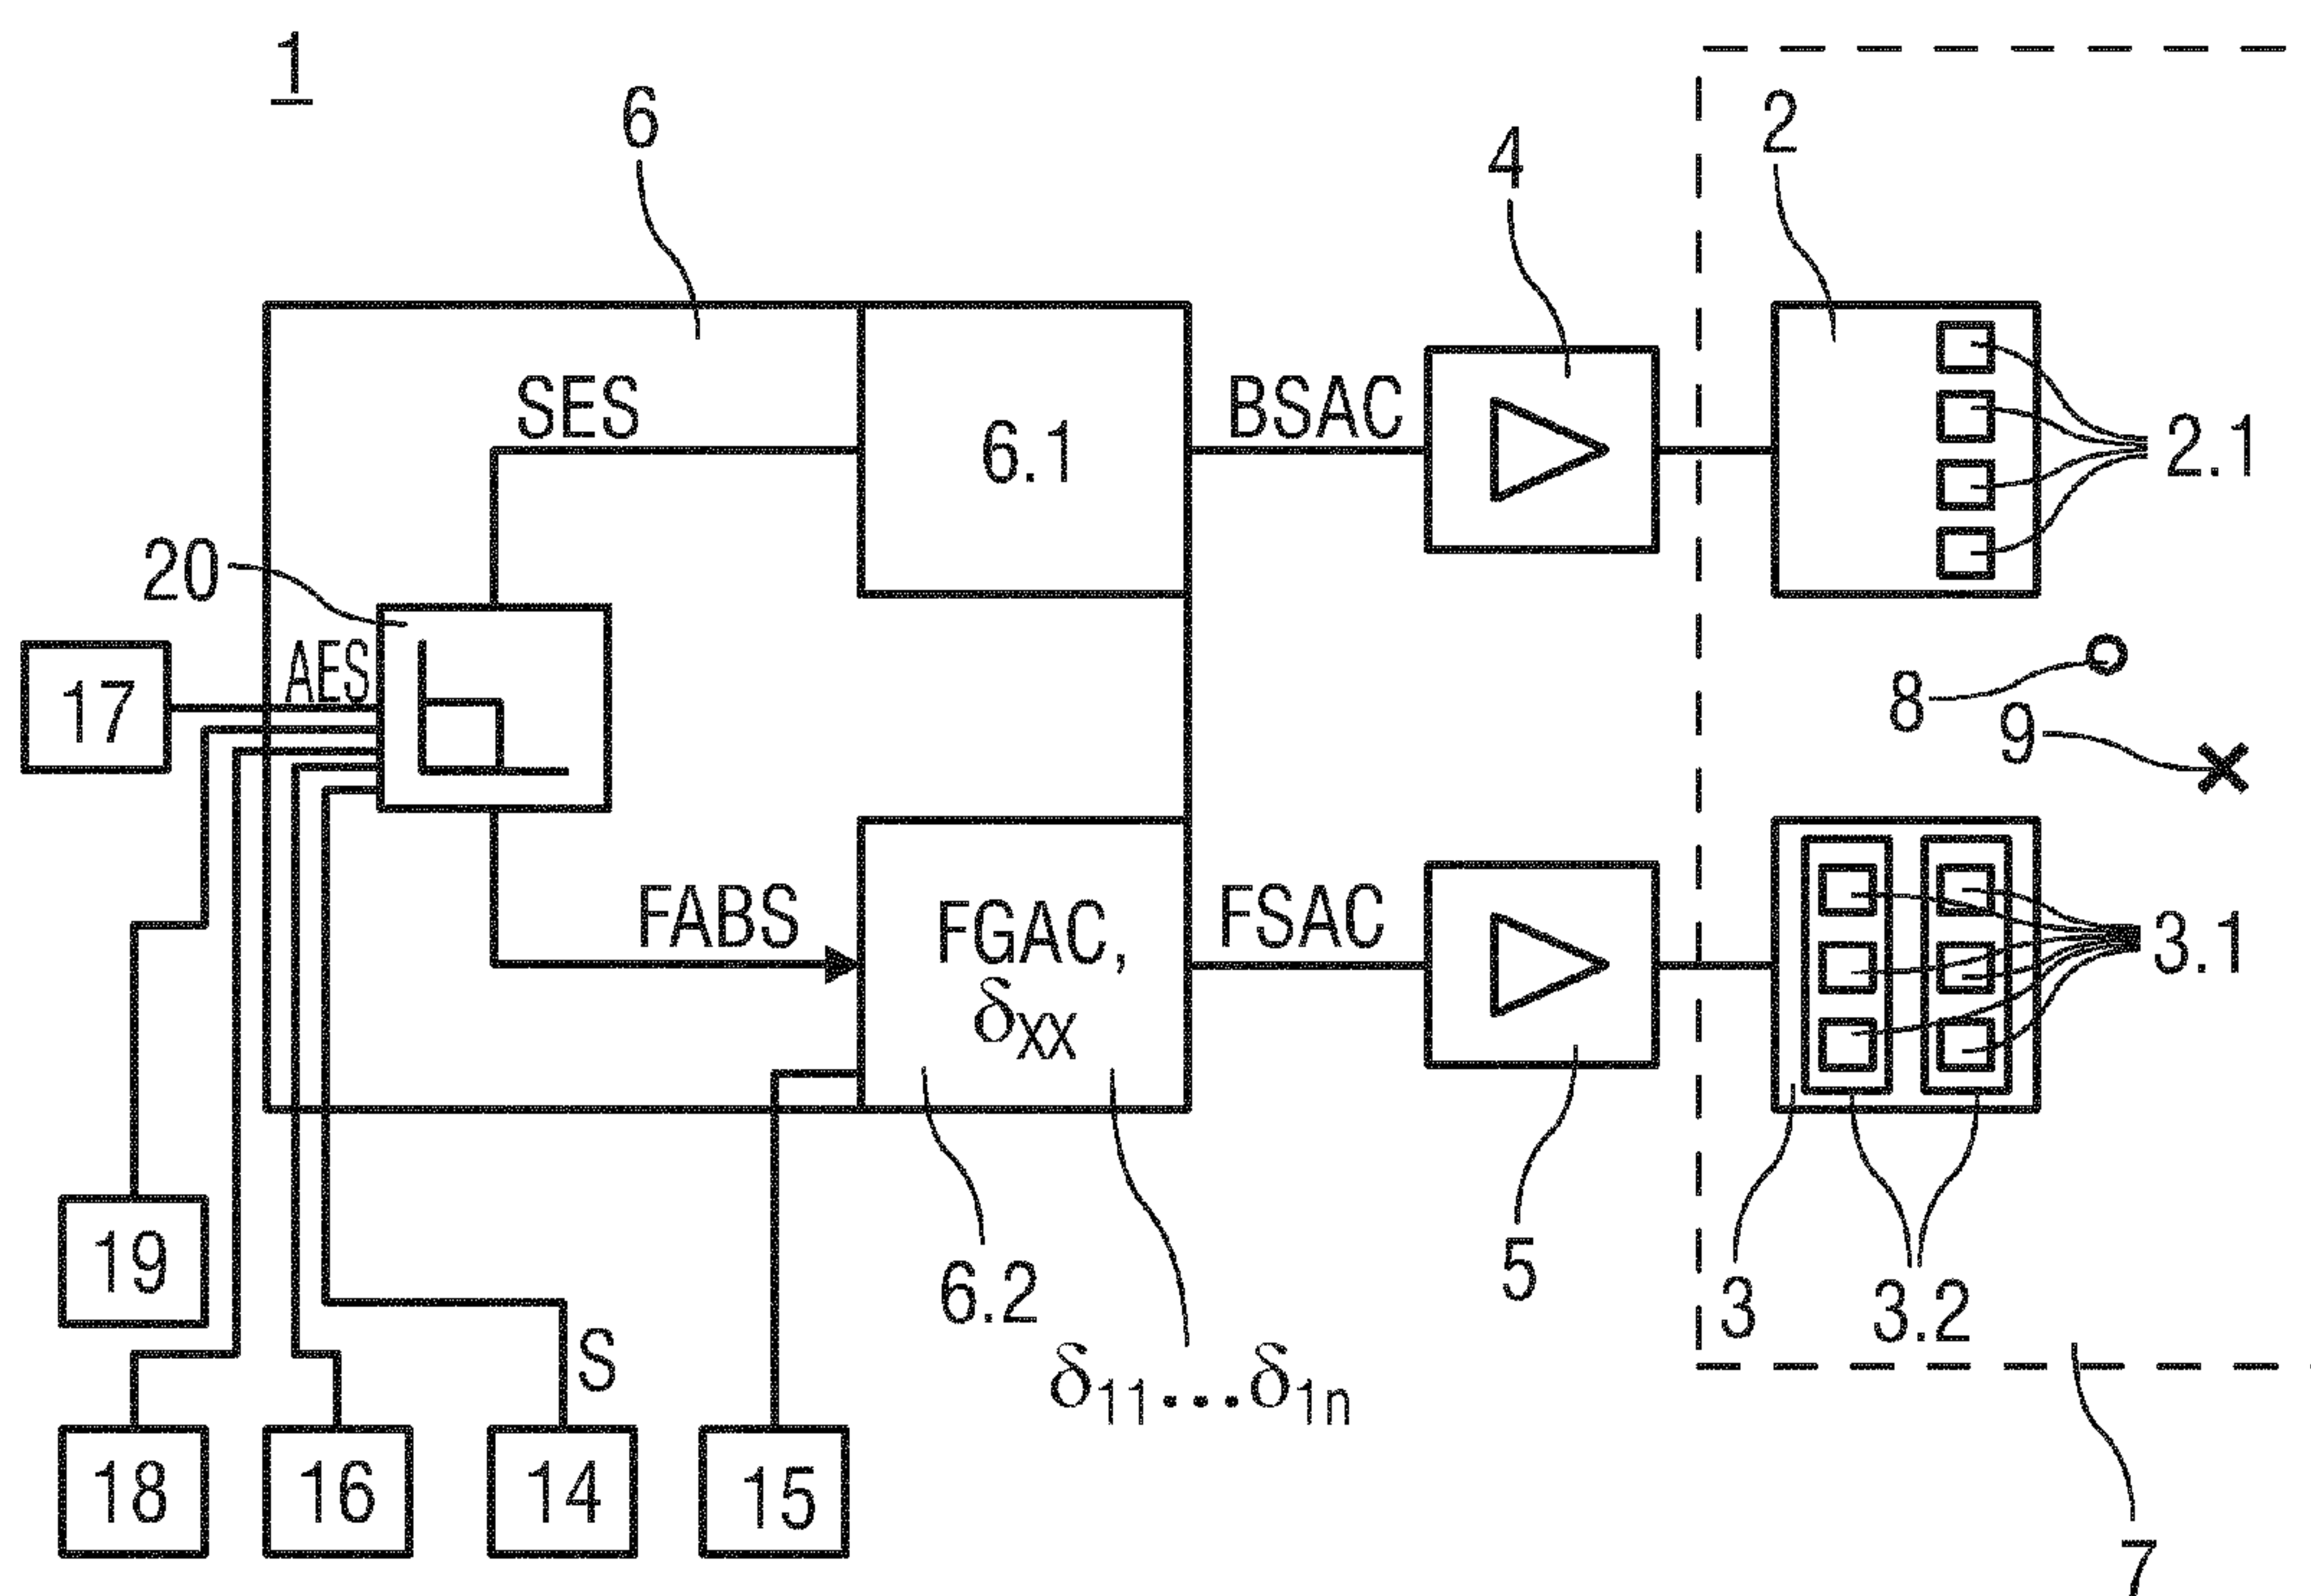 1
6
4
2
SES
6.1
BSAC
2.1
20
AES
17
8
9
FABS
FGAC,
δXX
FSAC
3.1
19
6.2
5
3
3.2
S
δ11...δ1n
18
16
14
15
7